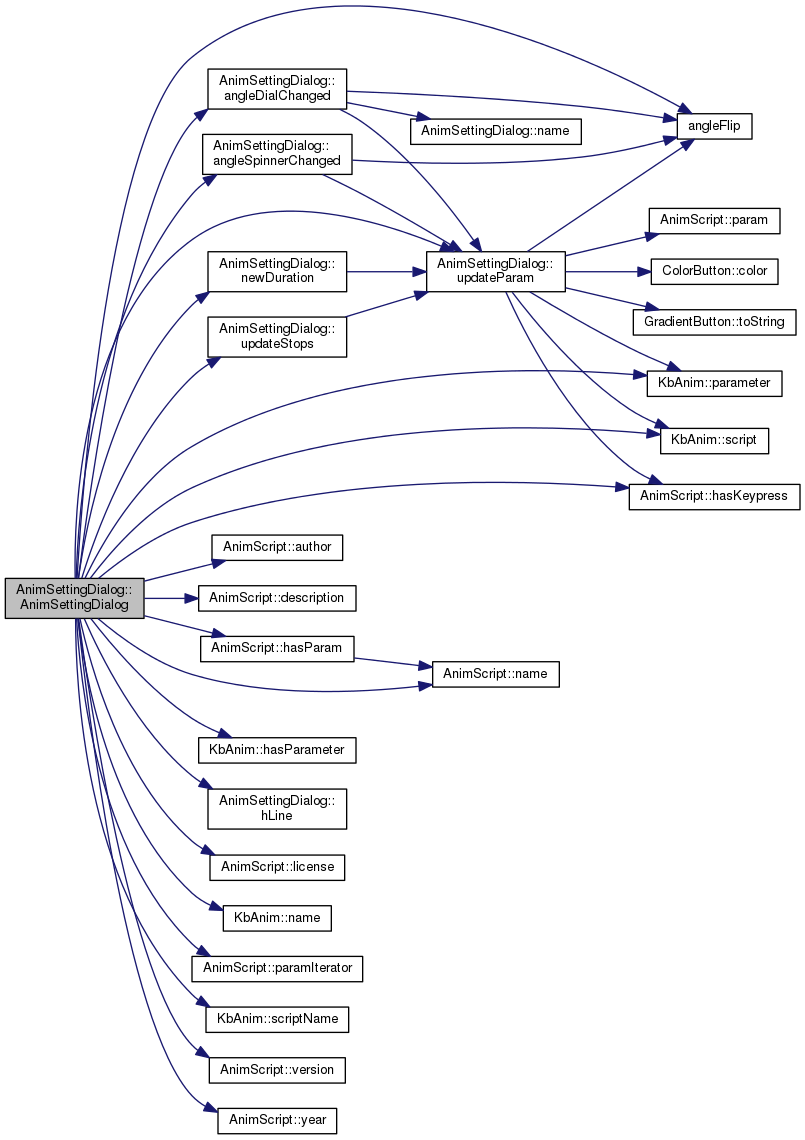 AnimSettingDialog::
angleDialChanged
AnimSettingDialog::name
angleFlip
AnimSettingDialog::
angleSpinnerChanged
AnimScript::param
AnimSettingDialog::
newDuration
AnimSettingDialog::
updateParam
ColorButton::color
GradientButton::toString
AnimSettingDialog::
updateStops
KbAnim::parameter
KbAnim::script
AnimScript::hasKeypress
AnimScript::author
AnimSettingDialog::
AnimSettingDialog
AnimScript::description
AnimScript::hasParam
AnimScript::name
KbAnim::hasParameter
AnimSettingDialog::
hLine
AnimScript::license
KbAnim::name
AnimScript::paramIterator
KbAnim::scriptName
AnimScript::version
AnimScript::year